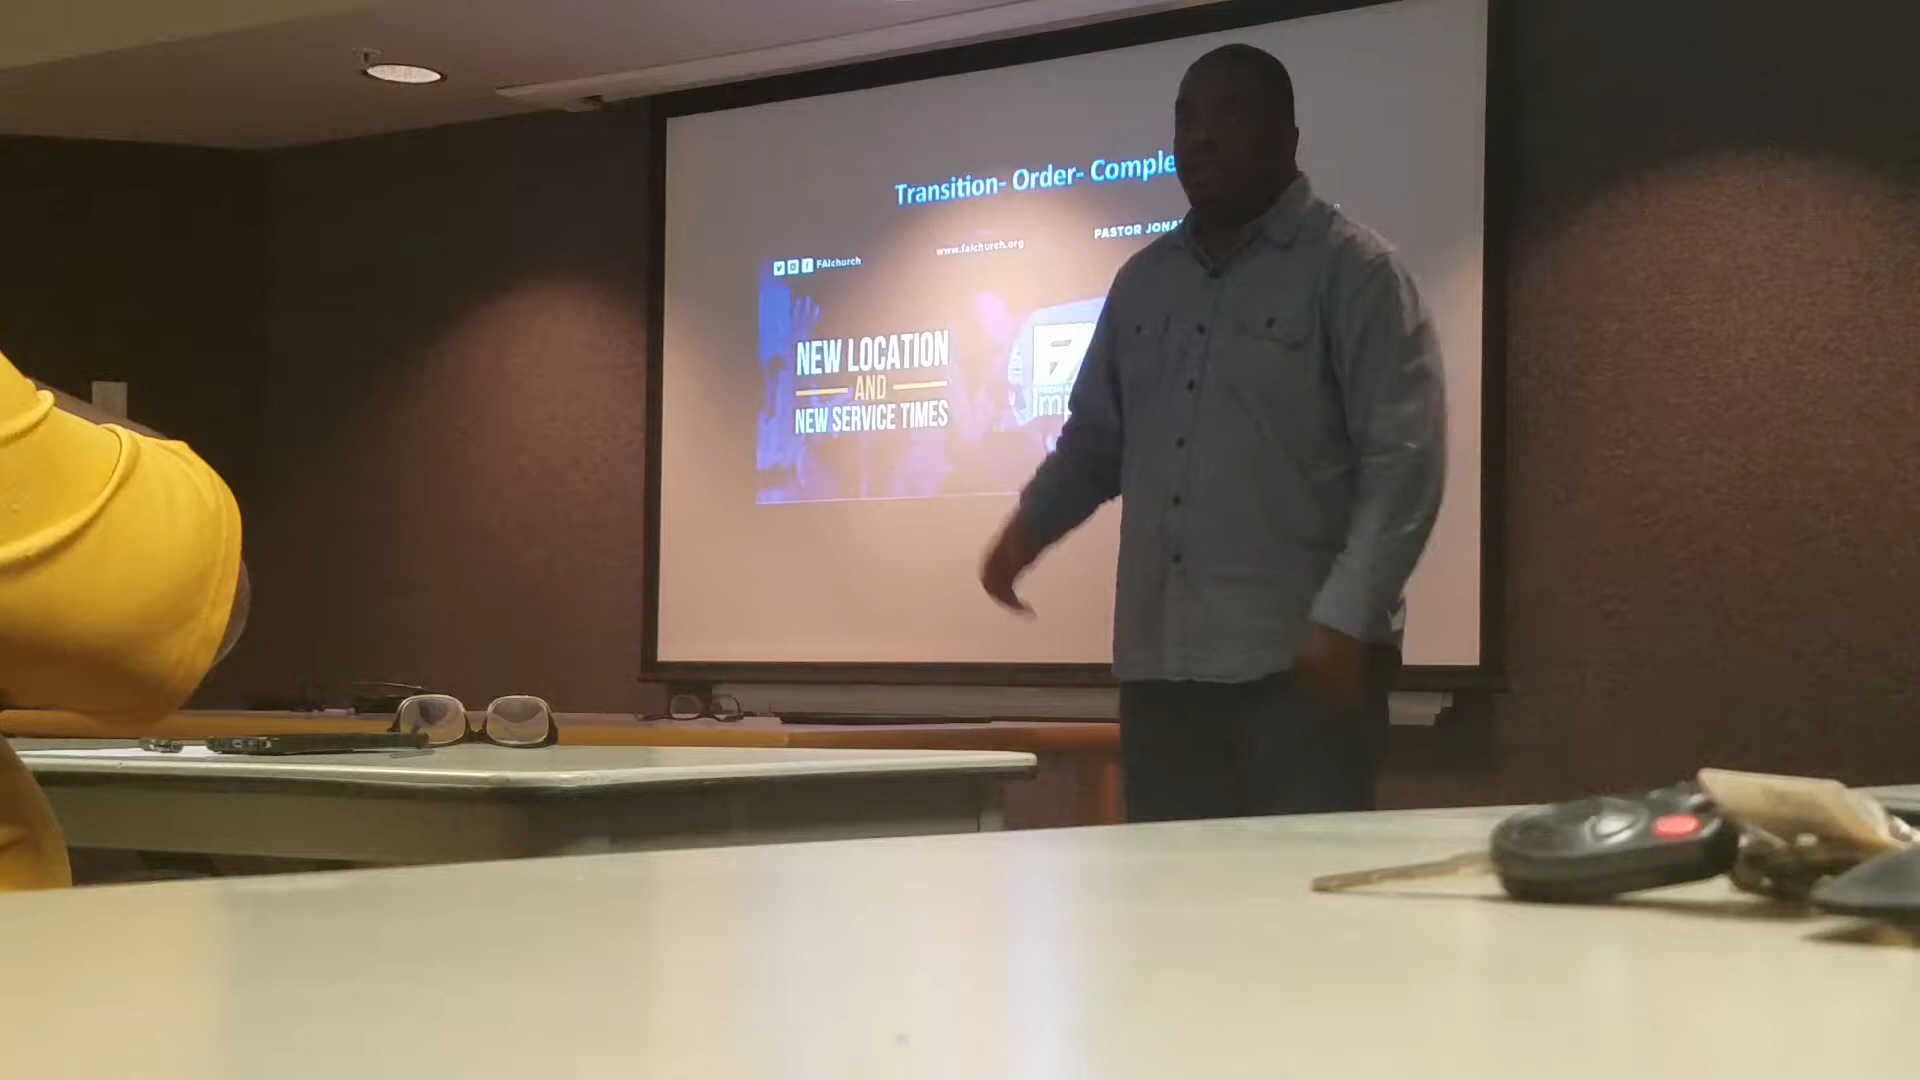 Transition- Order- Comple
www.faichurch.org
PASTOR JONA
FAIchurch
NEW LOCATION
AND
NEW SERVICE TIMES